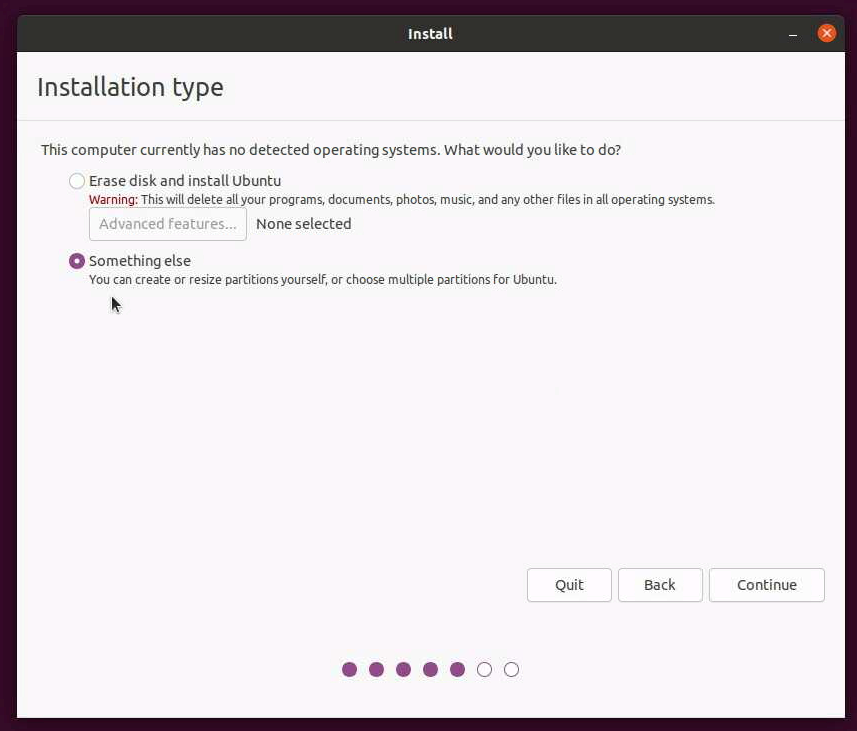 Install
Installation type
This computer currently has no detected operating systems. What would you like to do?
Erase disk and install Ubuntu
Warning: This will delete all your programs, documents, photos, music, and any other files in all operating systems.
Advanced features... None selected
Something else
You can create or resize partitions yourself, or choose multiple partitions for Ubuntu.
Quit Back Continue